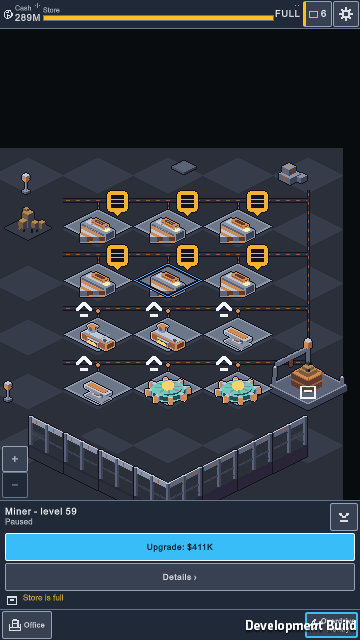 Cash
Store
289M
FULL
6
+
−
Miner - level 59
Paused
Upgrade: $411K
Details ›
Store is full
Office
Development Build